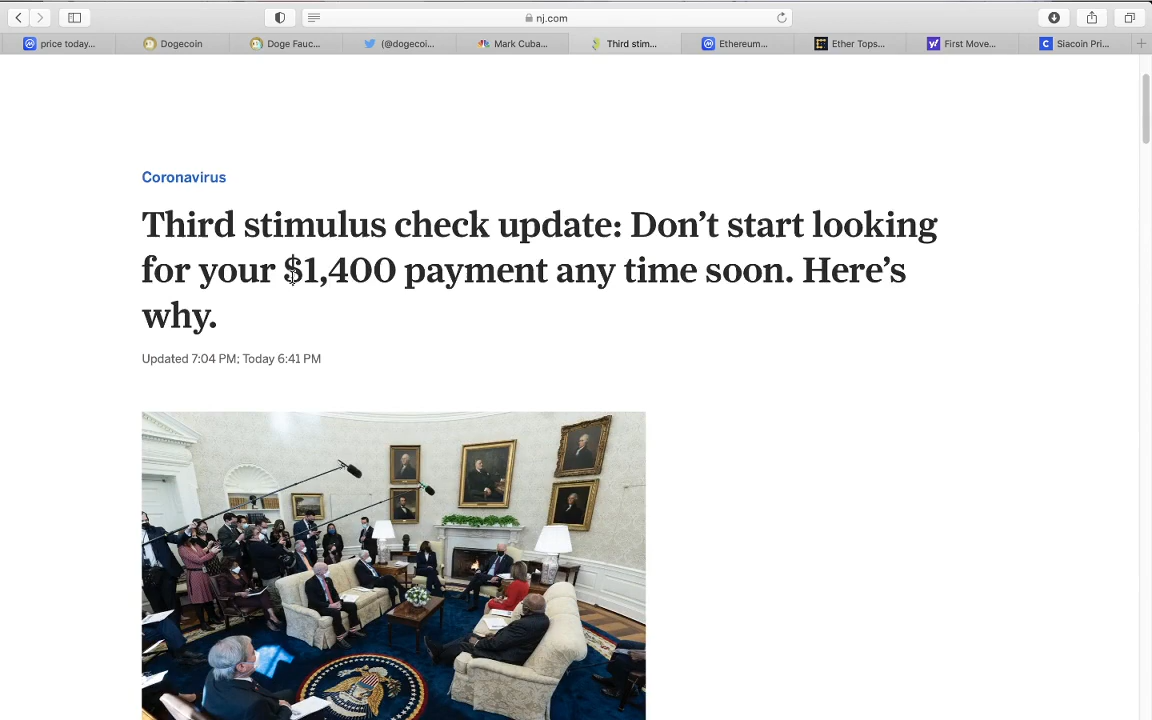 nj.com
price today...
Dogecoin
Doge Fauc...
(@dogecoi...
Mark Cuba...
Third stim...
Ethereum...
Ether Tops...
First Move...
Siacoin Pri...
Coronavirus
Third stimulus check update: Don’t start looking
for your $1,400 payment any time soon. Here’s
why.
Updated 7:04 PM; Today 6:41 PM